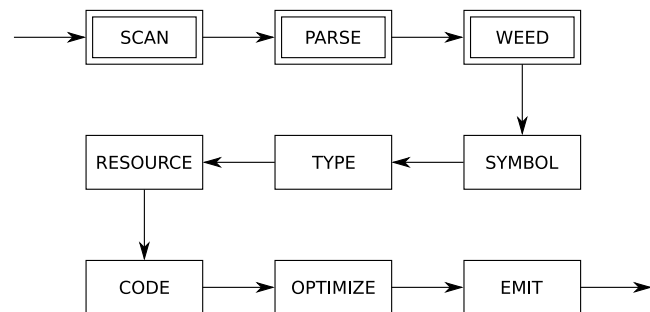 SCAN
PARSE
WEED
RESOURCE
TYPE
SYMBOL
CODE
OPTIMIZE
EMIT